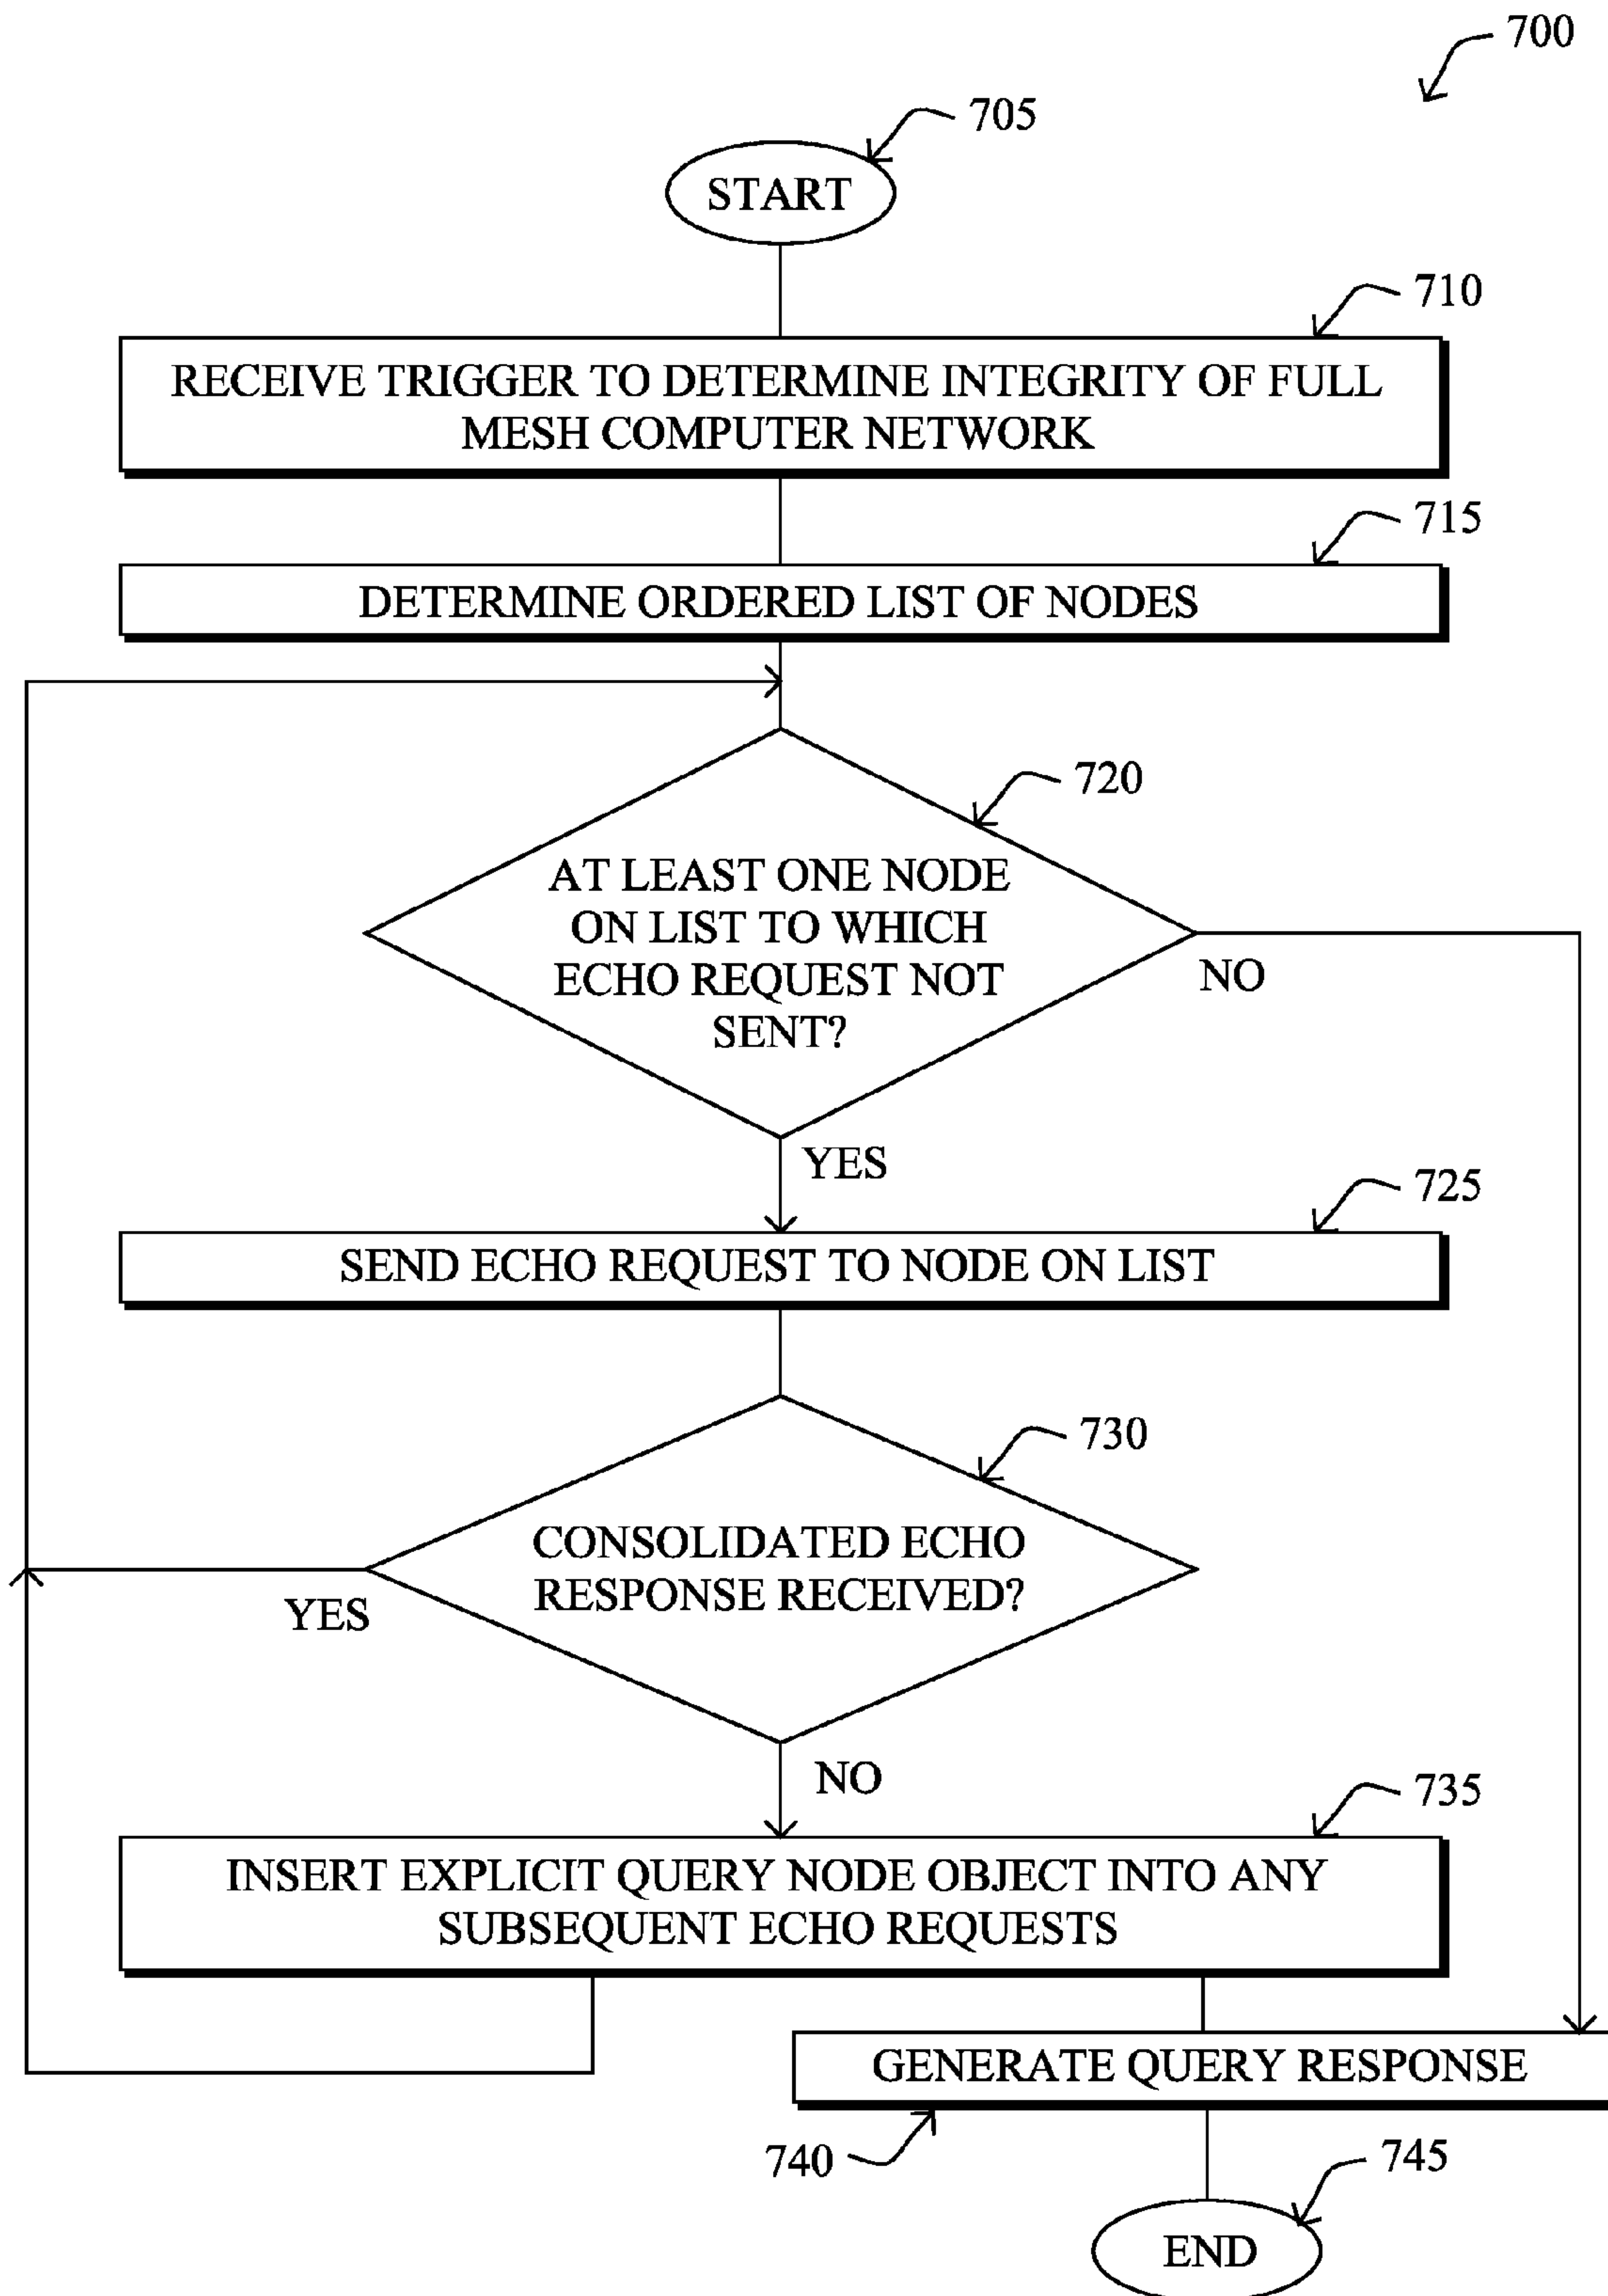 700
705
START
710
RECEIVE TRIGGER TO DETERMINE INTEGRITY OF FULL
MESH COMPUTER NETWORK
715
DETERMINE ORDERED LIST OF NODES
720
AT LEAST ONE NODE
ON LIST TO WHICH
ECHO REQUEST NOT
SENT?
NO
YES
725
SEND ECHO REQUEST TO NODE ON LIST
730
CONSOLIDATED ECHO
RESPONSE RECEIVED?
YES
NO
735
INSERT EXPLICIT QUERY NODE OBJECT INTO ANY
SUBSEQUENT ECHO REQUESTS
GENERATE QUERY RESPONSE
740
745
END